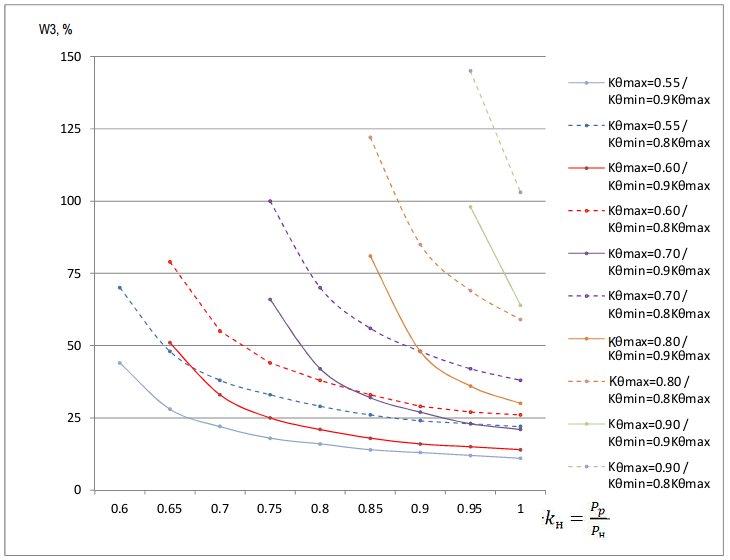 W3, %
150
125
100
75
50
25
0
0.6 0.65 0.7 0.75 0.8 0.85 0.9 0.95 1
·kн = Pр/Pн
Kθmax=0.55 /
Kθmin=0.9Kθmax
Kθmax=0.55 /
Kθmin=0.8Kθmax
Kθmax=0.60 /
Kθmin=0.9Kθmax
Kθmax=0.60 /
Kθmin=0.8Kθmax
Kθmax=0.70 /
Kθmin=0.9Kθmax
Kθmax=0.70 /
Kθmin=0.8Kθmax
Kθmax=0.80 /
Kθmin=0.9Kθmax
Kθmax=0.80 /
Kθmin=0.8Kθmax
Kθmax=0.90 /
Kθmin=0.9Kθmax
Kθmax=0.90 /
Kθmin=0.8Kθmax